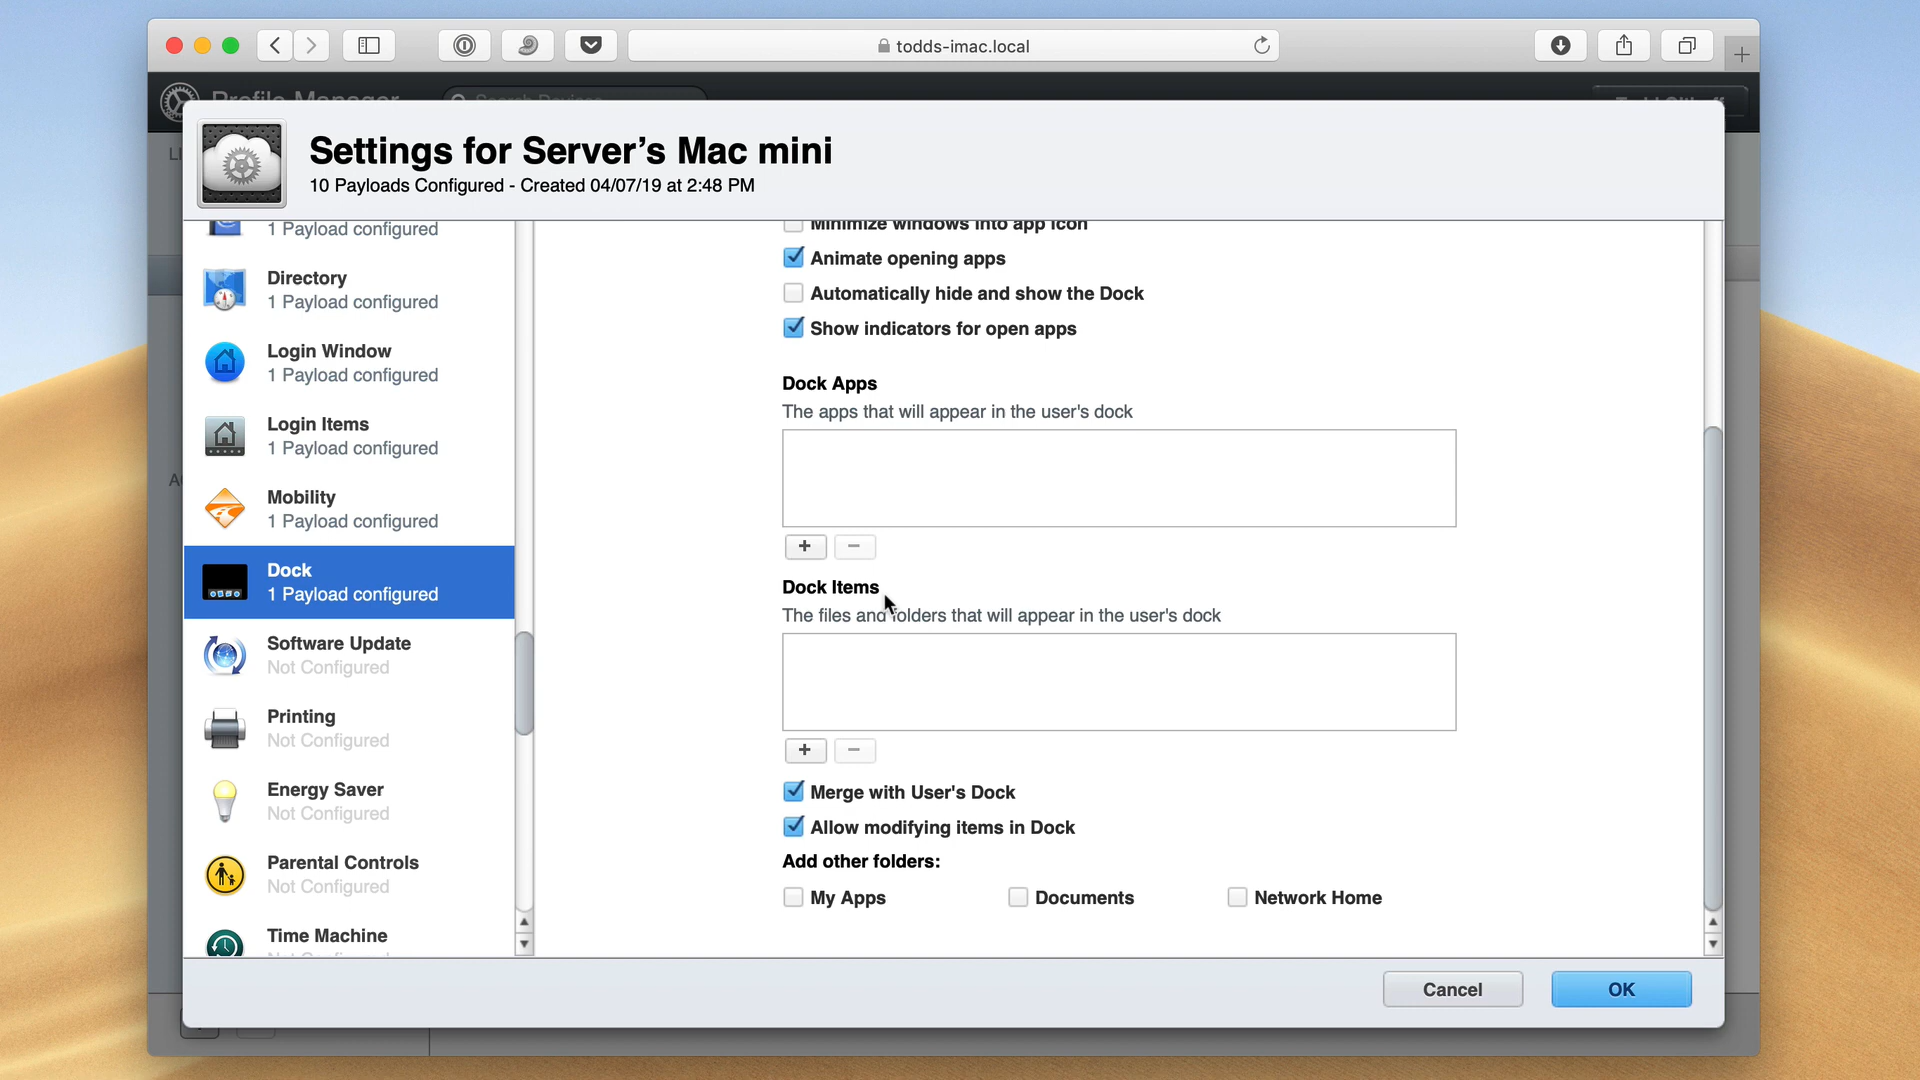 todds-imac.local
Profile Manager
Search Devices
Settings for Server's Mac mini
10 Payloads Configured - Created 04/07/19 at 2:48 PM
1 Payload configured
Directory
1 Payload configured
Login Window
1 Payload configured
Login Items
1 Payload configured
Mobility
1 Payload configured
Dock
1 Payload configured
Software Update
Not Configured
Printing
Not Configured
Energy Saver
Not Configured
Parental Controls
Not Configured
Time Machine
Minimize windows into app icon
Animate opening apps
Automatically hide and show the Dock
Show indicators for open apps
Dock Apps
The apps that will appear in the user's dock
+ −
Dock Items
The files and folders that will appear in the user's dock
+ −
Merge with User's Dock
Allow modifying items in Dock
Add other folders:
My Apps Documents Network Home
Cancel OK